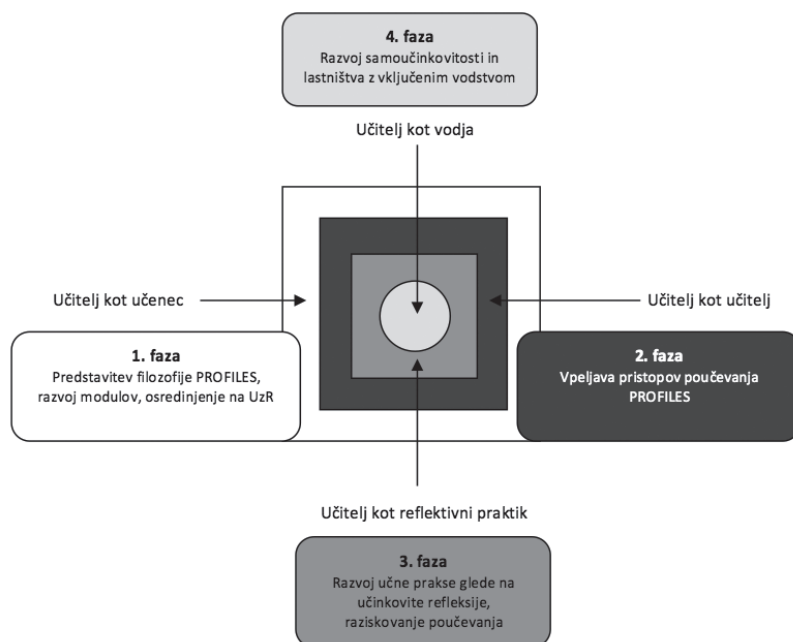 4. faza
Razvoj samoučinkovitosti in
lastništva z vključenim vodstvom
Učitelj kot vodja
Učitelj kot učenec
Učitelj kot učitelj
1. faza
Predstavitev filozofije PROFILES,
razvoj modulov, osredinjenje na UzR
2. faza
Vpeljava pristopov poučevanja
PROFILES
Učitelj kot reflektivni praktik
3. faza
Razvoj učne prakse glede na
učinkovite refleksije,
raziskovanje poučevanja